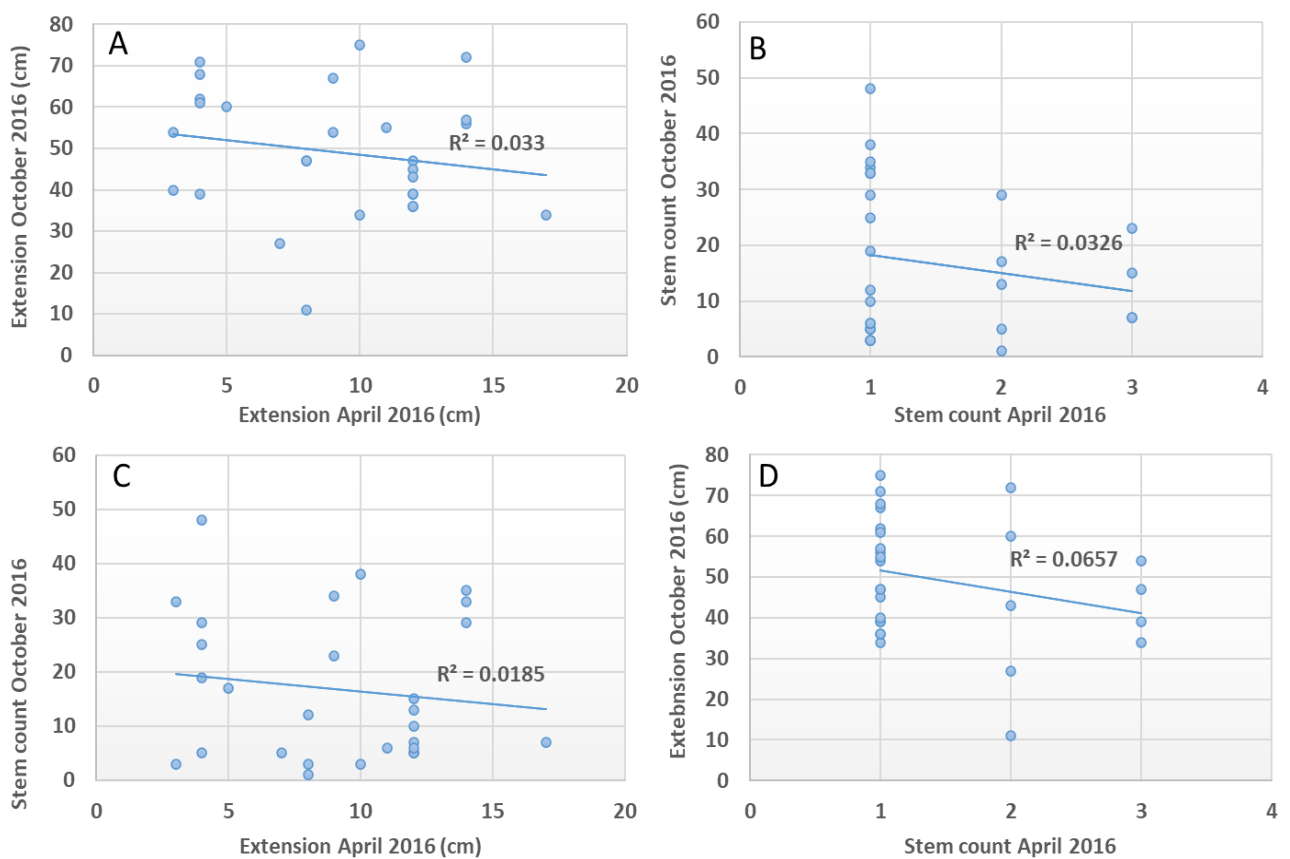 A
Extension October 2016 (cm)
80
70
60
50
40
30
20
10
0
R² = 0.033
0 5 10 15 20
Extension April 2016 (cm)
B
Stem count October 2016
60
50
40
30
20
10
0
R² = 0.0326
0 1 2 3 4
Stem count April 2016
C
Stem count October 2016
60
50
40
30
20
10
0
R² = 0.0185
0 5 10 15 20
Extension April 2016 (cm)
D
Extebnsion October 2016 (cm)
80
70
60
50
40
30
20
10
0
R² = 0.0657
0 1 2 3 4
Stem count April 2016